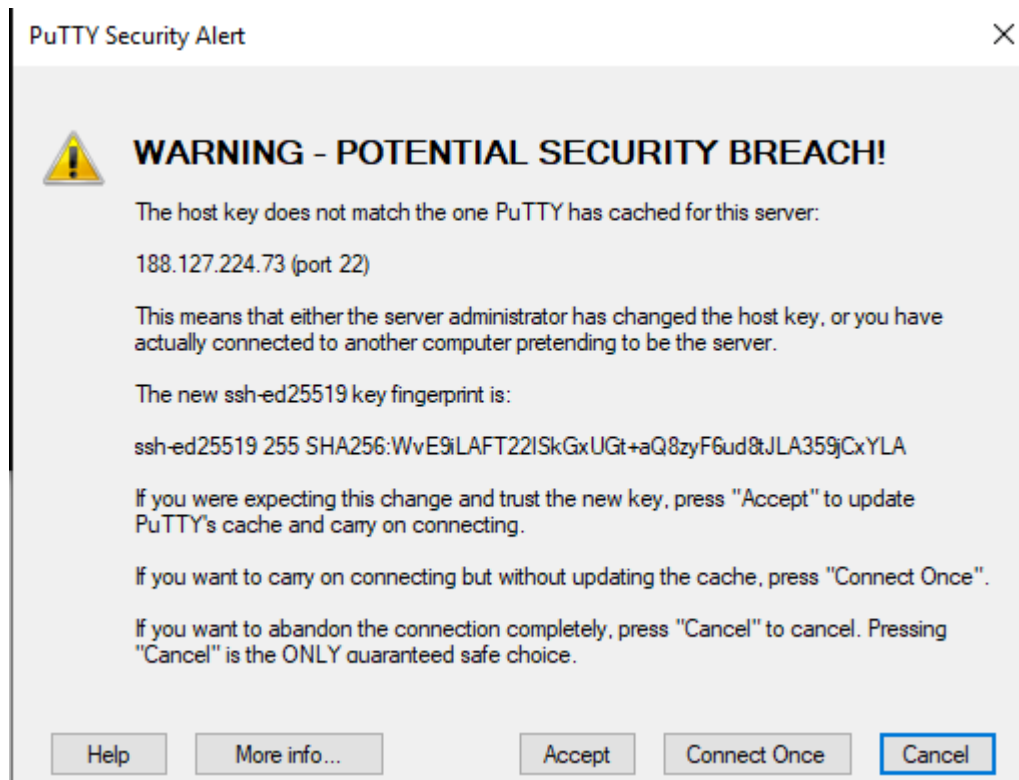 PuTTY Security Alert
WARNING - POTENTIAL SECURITY BREACH!
The host key does not match the one PuTTY has cached for this server:
188.127.224.73 (port 22)
This means that either the server administrator has changed the host key, or you have
actually connected to another computer pretending to be the server.
The new ssh-ed25519 key fingerprint is:
ssh-ed25519 255 SHA256:WvE9iLAFT22ISkGxUGt+aQ8zyF6ud8tJLA359jCxYLA
If you were expecting this change and trust the new key, press "Accept" to update
PuTTY's cache and carry on connecting.
If you want to carry on connecting but without updating the cache, press "Connect Once".
If you want to abandon the connection completely, press "Cancel" to cancel. Pressing
"Cancel" is the ONLY guaranteed safe choice.
Help More info... Accept Connect Once Cancel